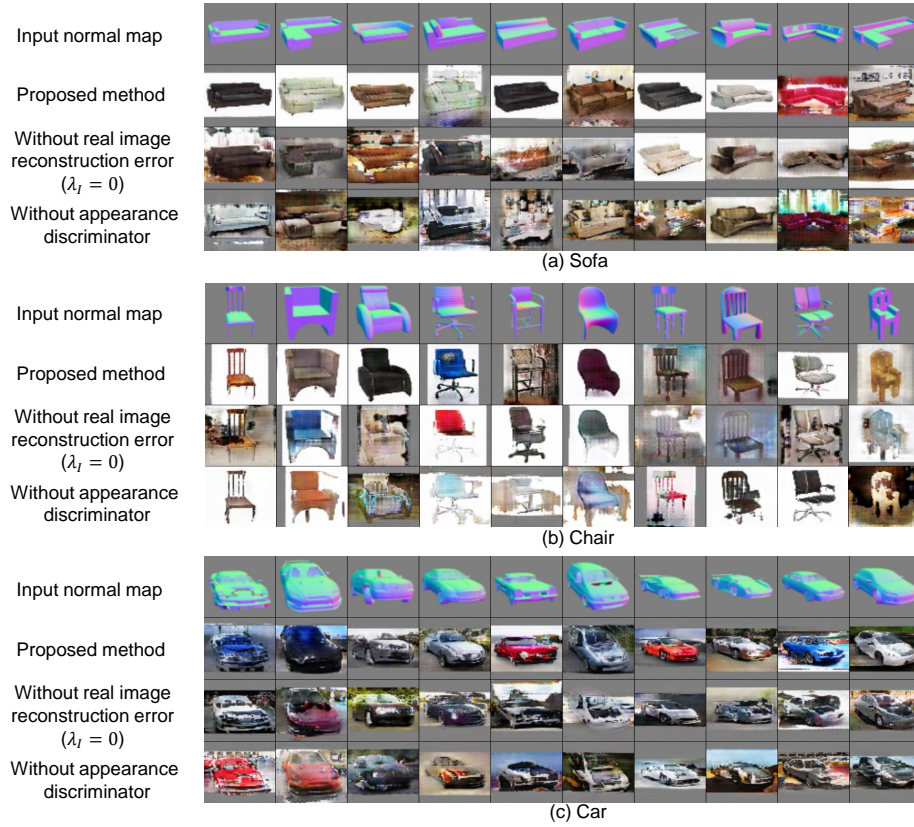 Input normal map
Proposed method
Without real image
reconstruction error
(λ_I = 0)
Without appearance
discriminator
(a) Sofa
Input normal map
Proposed method
Without real image
reconstruction error
(λ_I = 0)
Without appearance
discriminator
(b) Chair
Input normal map
Proposed method
Without real image
reconstruction error
(λ_I = 0)
Without appearance
discriminator
(c) Car